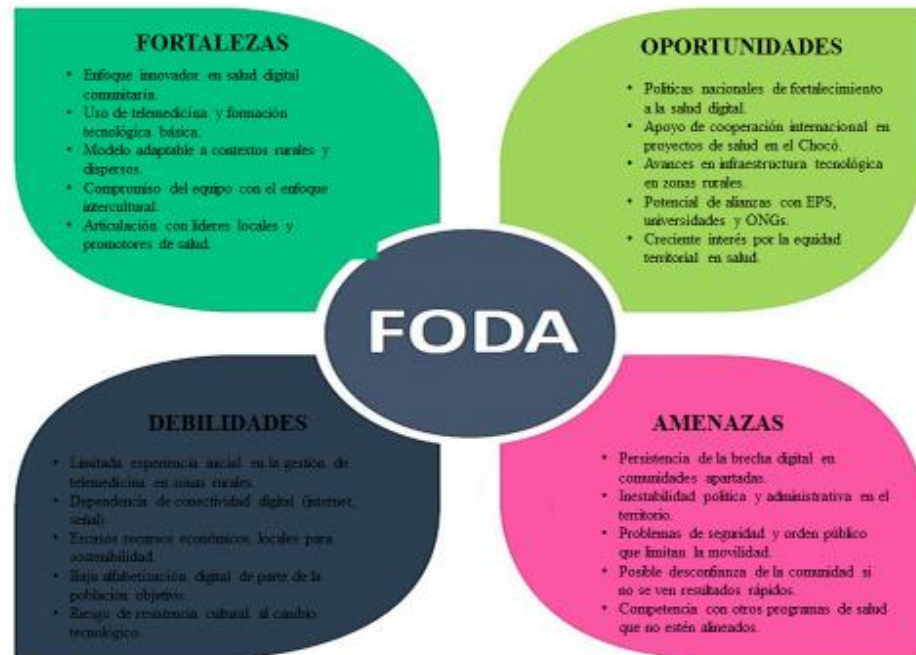 FORTALEZAS
• Enfoque innovador en salud digital
comunitaria.
• Uso de telemedicina y formación
tecnológica básica.
• Modelo adaptable a contextos rurales y
dispersos.
• Compromiso del equipo con el enfoque
intercultural.
• Articulación con líderes locales y
promotores de salud.
OPORTUNIDADES
• Políticas nacionales de fortalecimiento
a la salud digital.
• Apoyo de cooperación internacional en
proyectos de salud en el Chocó.
• Avances en infraestructura tecnológica
en zonas rurales.
• Potencial de alianzas con EPS,
universidades y ONGs.
• Creciente interés por la equidad
territorial en salud.
FODA
DEBILIDADES
• Limitada experiencia inicial en la gestión de
telemedicina en zonas rurales.
• Dependencia de conectividad digital (internet,
señal).
• Escasos recursos económicos locales para
sostenibilidad.
• Baja alfabetización digital de parte de la
población objetivo.
• Riesgo de resistencia cultural al cambio
tecnológico.
AMENAZAS
• Persistencia de la brecha digital en
comunidades apartadas.
• Inestabilidad política y administrativa en el
territorio.
• Problemas de seguridad y orden público
que limitan la movilidad.
• Posible desconfianza de la comunidad si
no se ven resultados rápidos.
• Competencia con otros programas de salud
que no estén alineados.